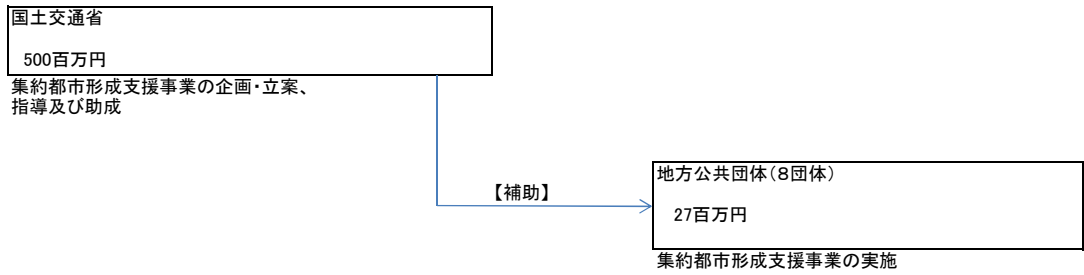 国土交通省
500百万円
集約都市形成支援事業の企画・立案、
指導及び助成
【補助】
地方公共団体(8団体)
27百万円
集約都市形成支援事業の実施